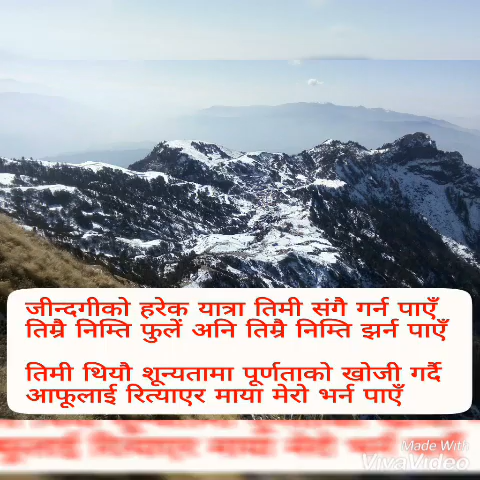 जीन्दगीको हरेक यात्रा तिमी संगै गर्न पाएँ
तिम्रै निम्ति फुलें अनि तिम्रै निम्ति झर्न पाएँ
तिमी थियौ शून्यतामा पूर्णताको खोजी गर्दै
आफूलाई रित्याएर माया मेरो भर्न पाएँ
Made With
VivaVideo